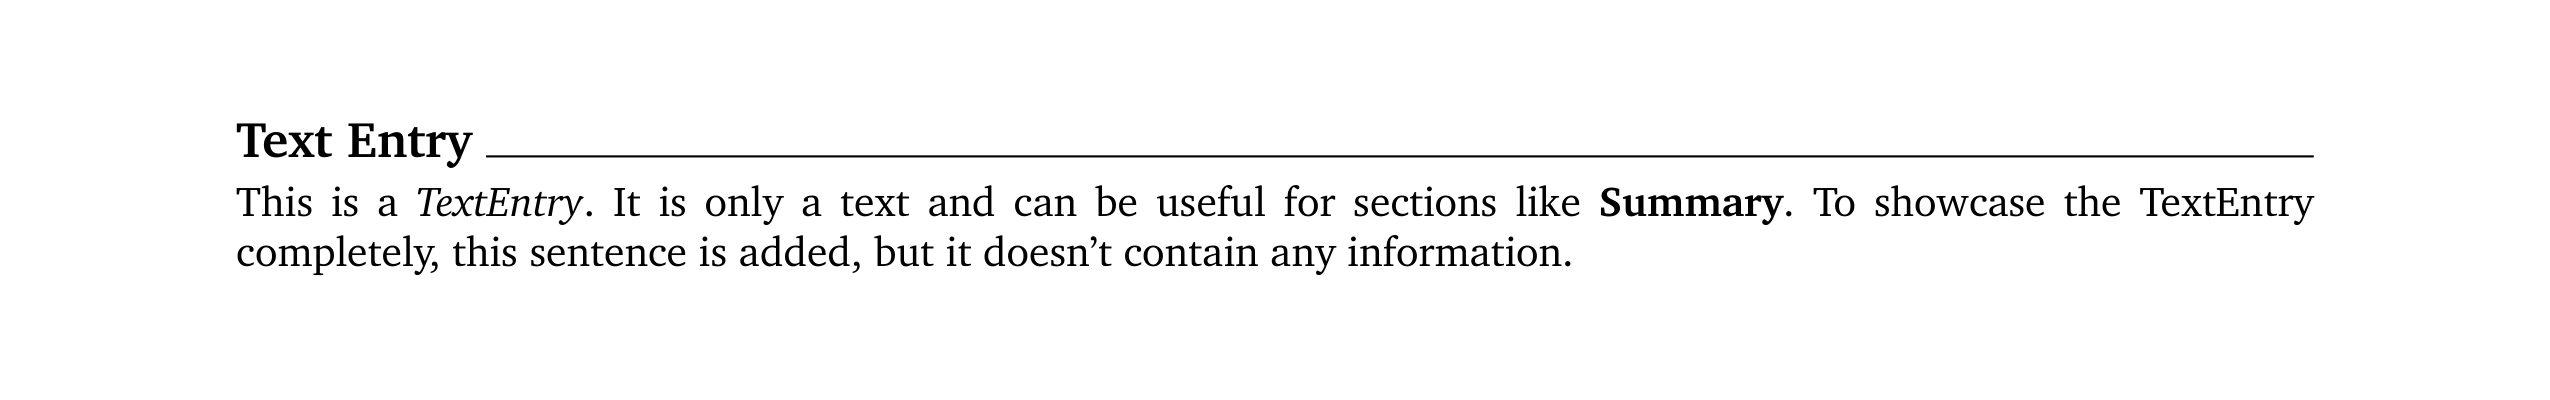 Text Entry
This is a TextEntry. It is only a text and can be useful for sections like Summary. To showcase the TextEntry
completely, this sentence is added, but it doesn’t contain any information.